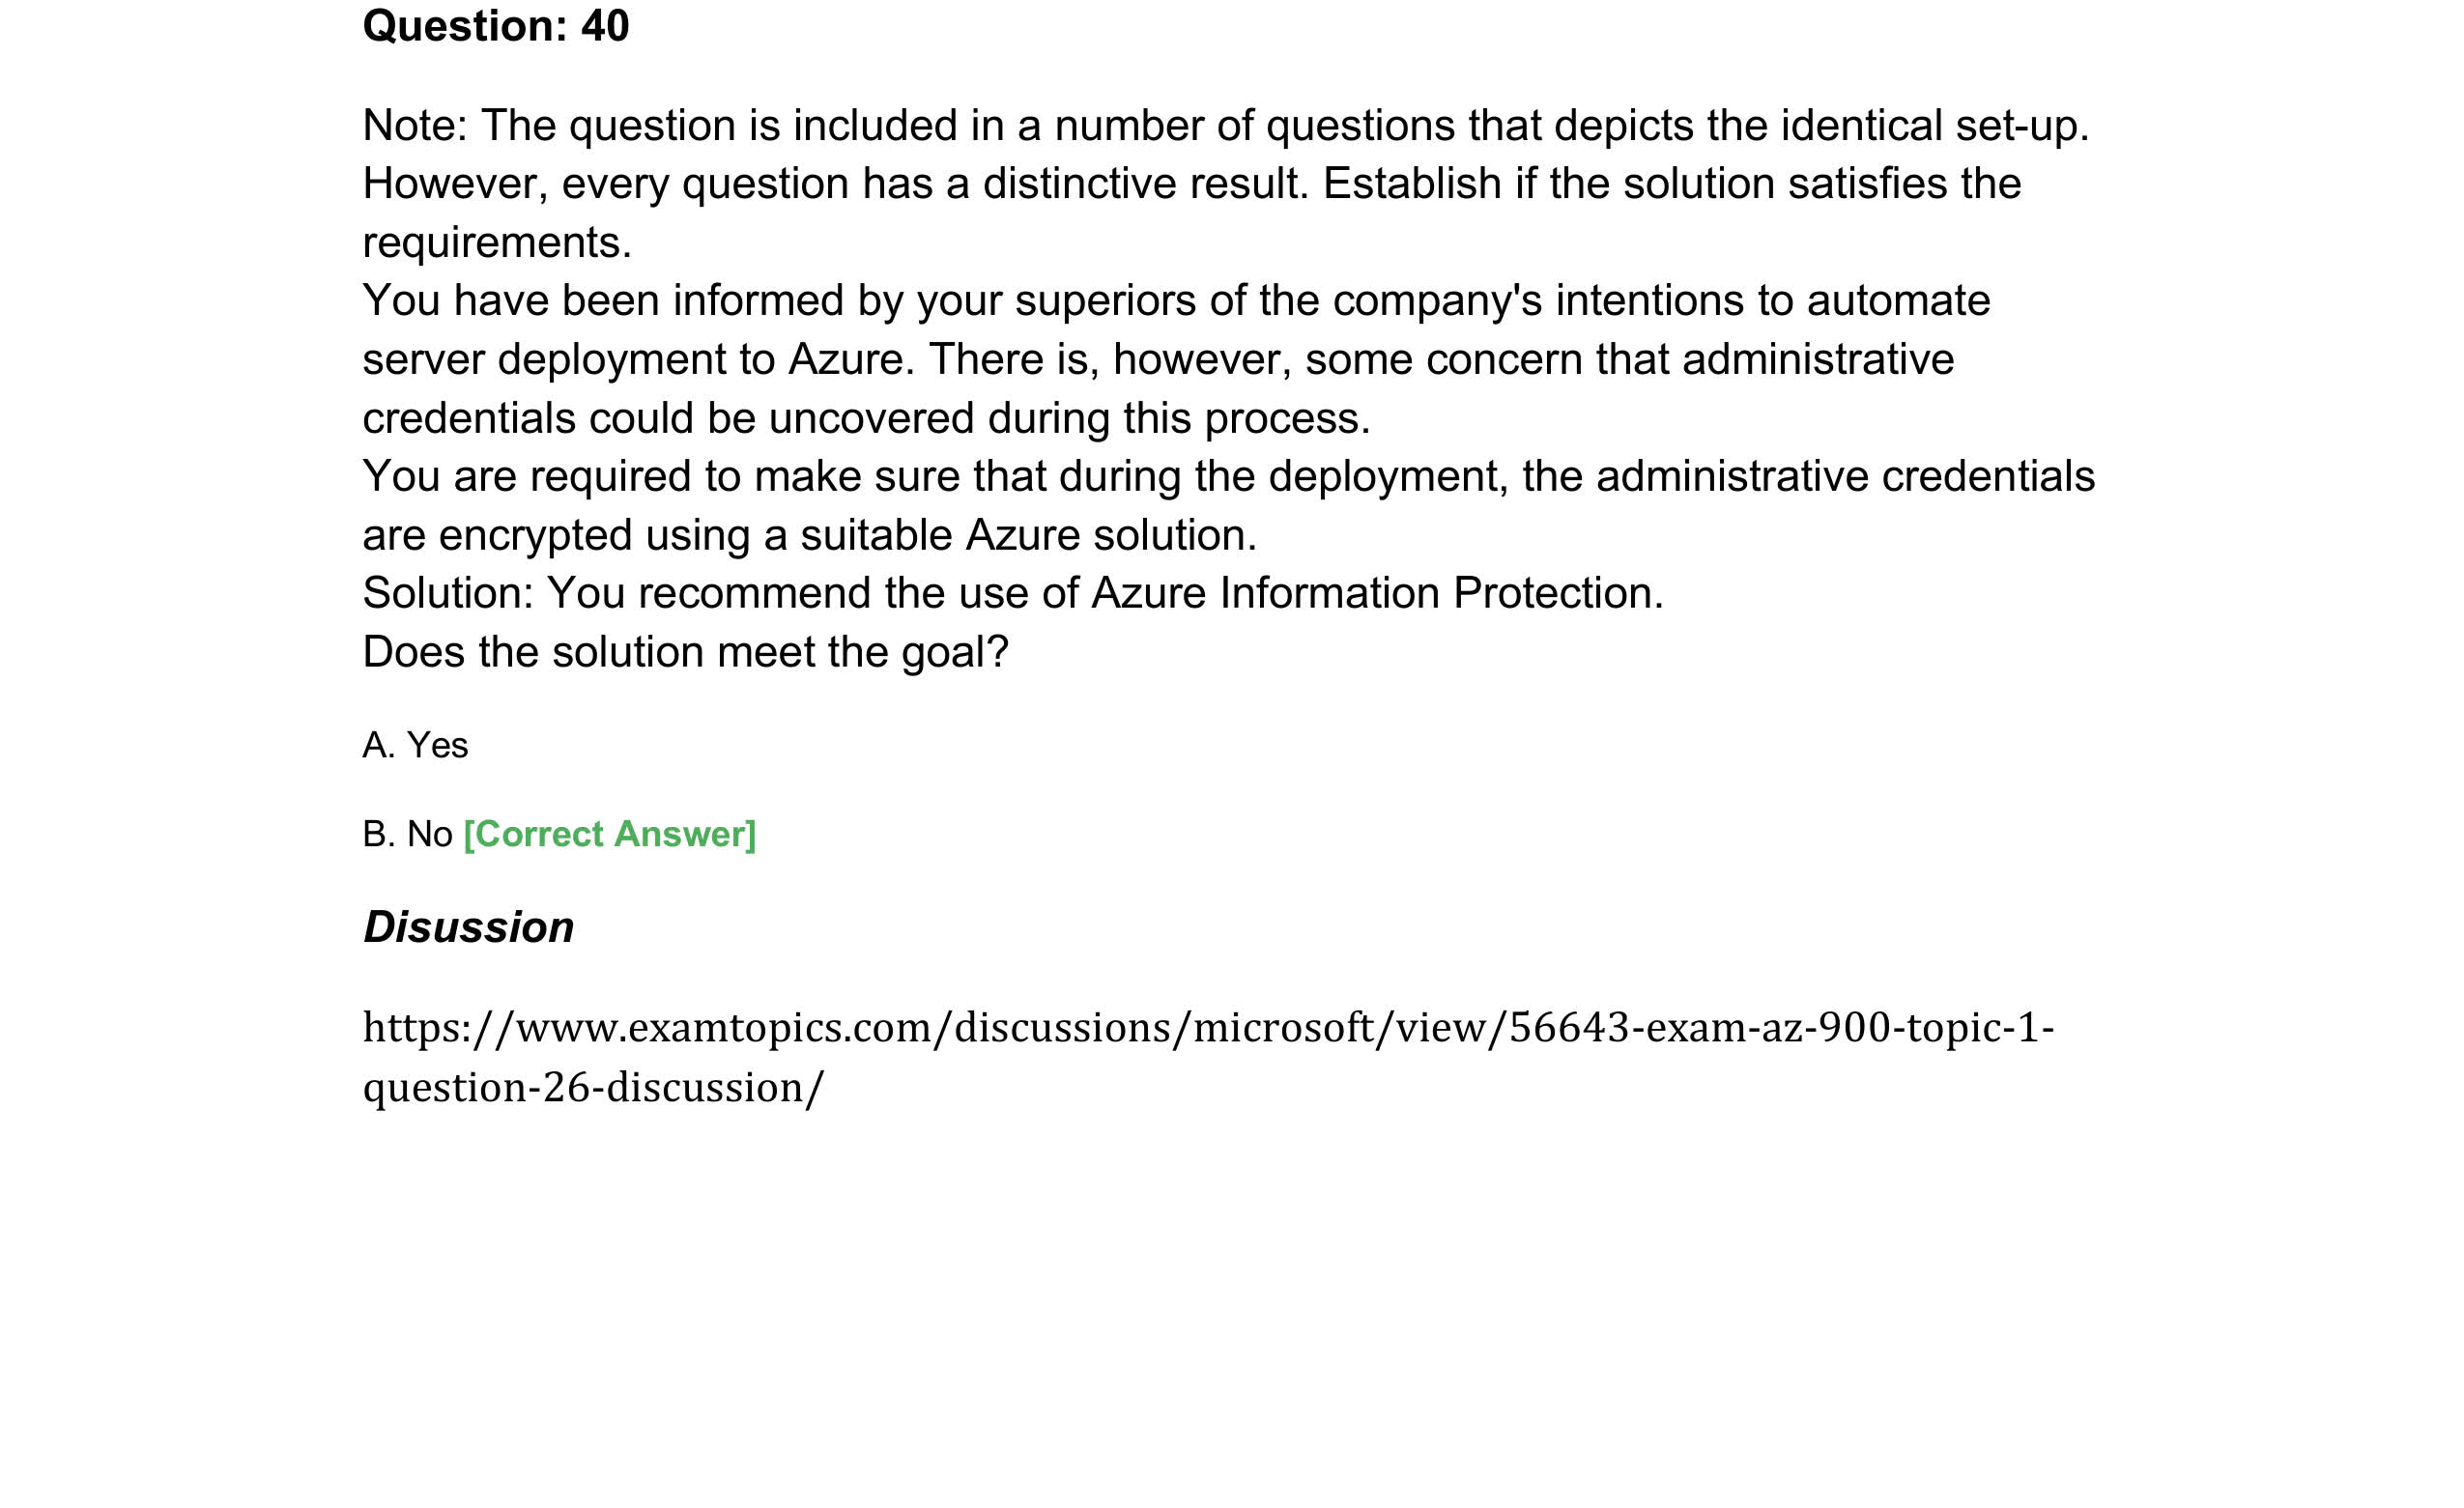 Question: 40
Note: The question is included in a number of questions that depicts the identical set-up.
However, every question has a distinctive result. Establish if the solution satisfies the
requirements.
You have been informed by your superiors of the company's intentions to automate
server deployment to Azure. There is, however, some concern that administrative
credentials could be uncovered during this process.
You are required to make sure that during the deployment, the administrative credentials
are encrypted using a suitable Azure solution.
Solution: You recommend the use of Azure Information Protection.
Does the solution meet the goal?
A. Yes
B. No [Correct Answer]
Disussion
https://www.examtopics.com/discussions/microsoft/view/56643-exam-az-900-topic-1-
question-26-discussion/